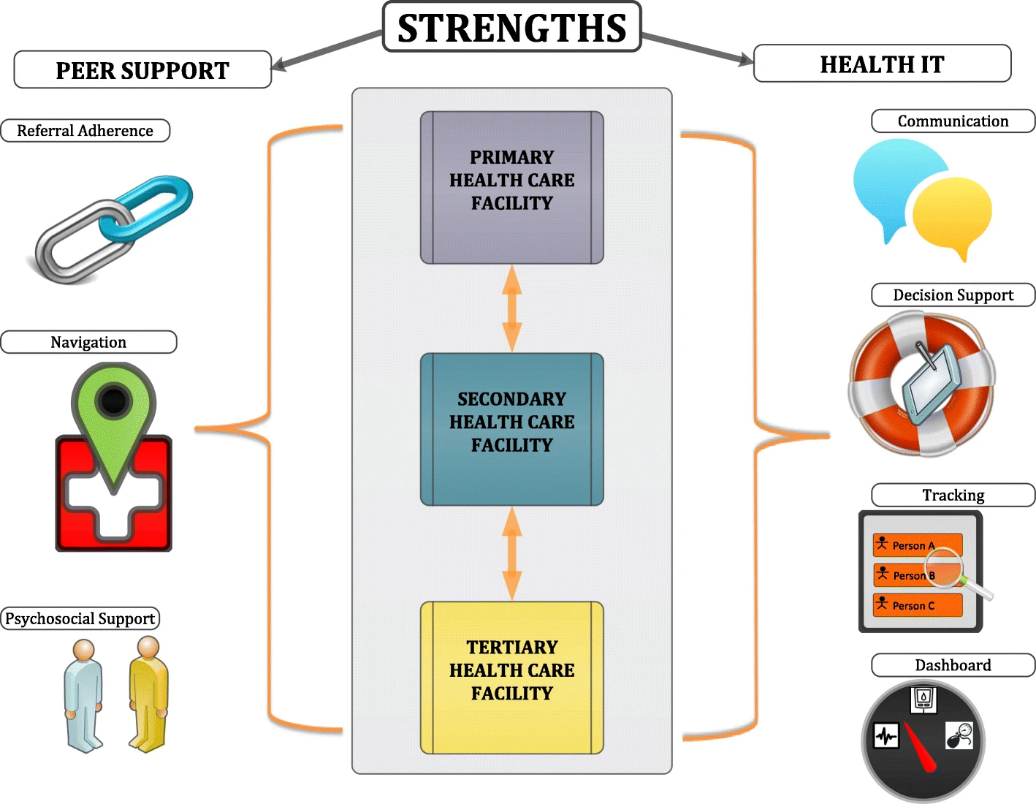 STRENGTHS
PEER SUPPORT
HEALTH IT
Referral Adherence
Navigation
Psychosocial Support
PRIMARY
HEALTH CARE
FACILITY
SECONDARY
HEALTH CARE
FACILITY
TERTIARY
HEALTH CARE
FACILITY
Communication
Decision Support
Tracking
Person A
Person B
Person C
Dashboard